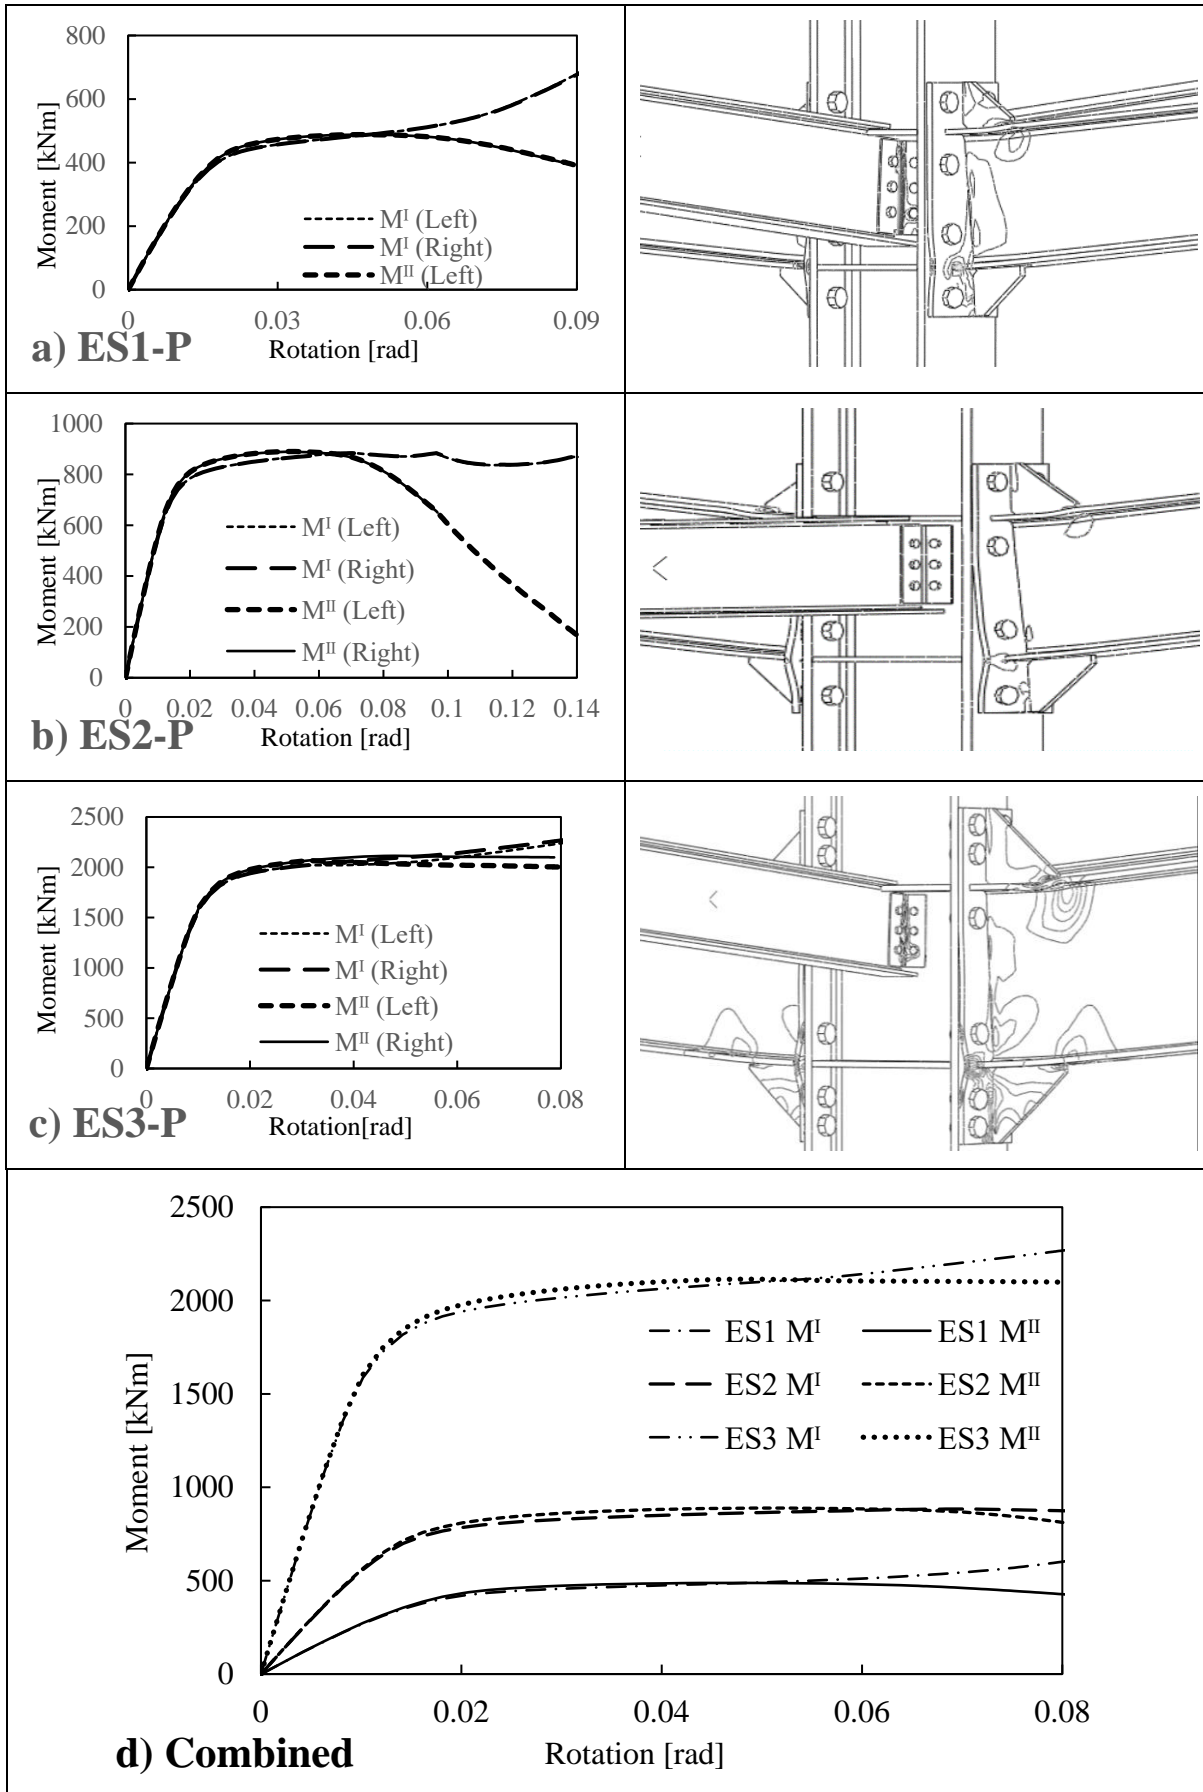 800
600
400
200
0
Moment [kNm]
M^I (Left)
M^I (Right)
M^II (Left)
0 0.03 0.06 0.09
Rotation [rad]
a) ES1-P
1000
800
600
400
200
0
Moment [kNm]
M^I (Left)
M^I (Right)
M^II (Left)
M^II (Right)
0 0.02 0.04 0.06 0.08 0.1 0.12 0.14
Rotation [rad]
b) ES2-P
2500
2000
1500
1000
500
0
Moment [kNm]
M^I (Left)
M^I (Right)
M^II (Left)
M^II (Right)
0 0.02 0.04 0.06 0.08
Rotation[rad]
c) ES3-P
2500
2000
1500
1000
500
0
Moment [kNm]
ES1 M^I ES1 M^II
ES2 M^I ES2 M^II
ES3 M^I ES3 M^II
0 0.02 0.04 0.06 0.08
Rotation [rad]
d) Combined